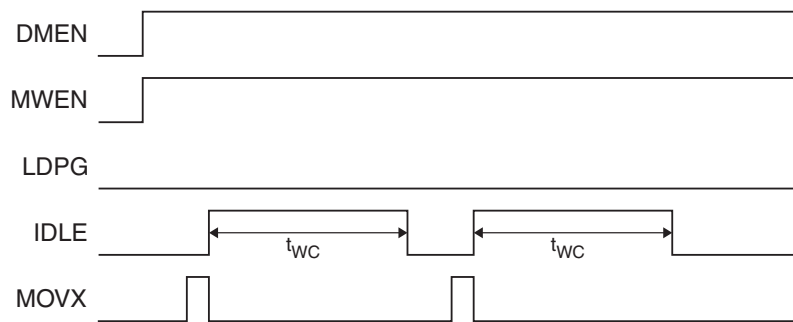 DMEN
MWEN
LDPG
IDLE
tWC tWC
MOVX